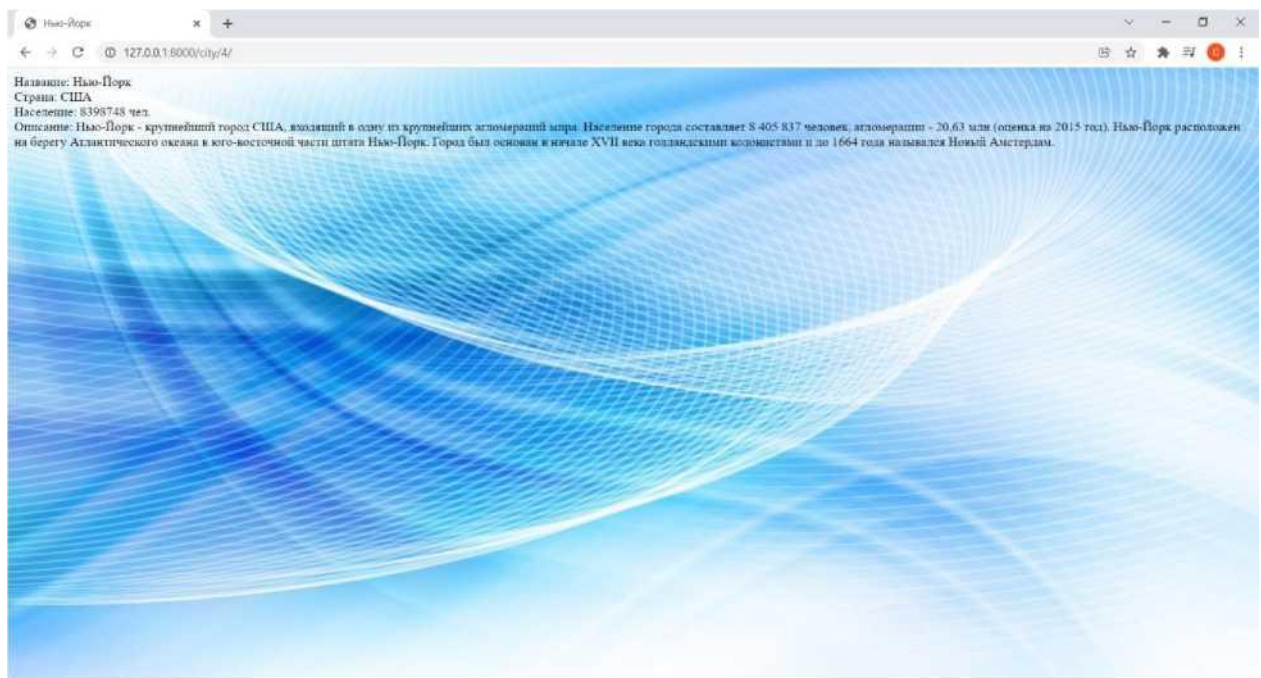 Нью-Йорк
127.0.0.1:8000/city/4/
Название: Нью-Йорк
Страна: США
Население: 8398748 чел.
Описание: Нью-Йорк - крупнейший город США, входящий в одну из крупнейших агломераций мира. Население города составляет 8 405 837 человек, агломерации - 20,63 млн (оценка на 2015 год). Нью-Йорк расположен
на берегу Атлантического океана в юго-восточной части штата Нью-Йорк. Город был основан в начале XVII века голландскими колонистами и до 1664 года назывался Новый Амстердам.